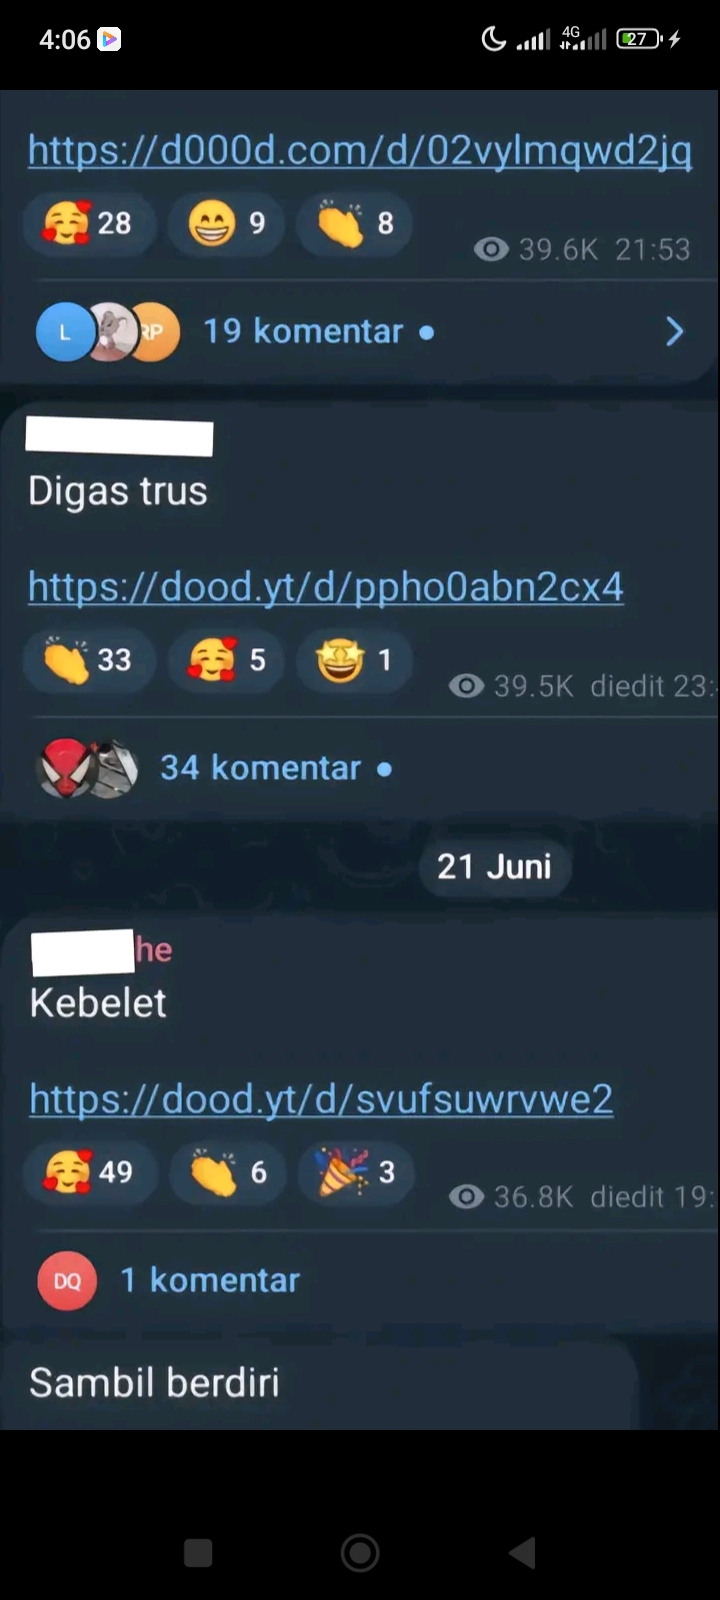 4:06
4G
27
https://d000d.com/d/02vylmqwd2jq
28 9 8
39.6K 21:53
L RP 19 komentar
Digas trus
https://dood.yt/d/ppho0abn2cx4
33 5 1
39.5K diedit 23:
34 komentar
21 Juni
he
Kebelet
https://dood.yt/d/svufsuwrvwe2
49 6 3
36.8K diedit 19:
DQ 1 komentar
Sambil berdiri